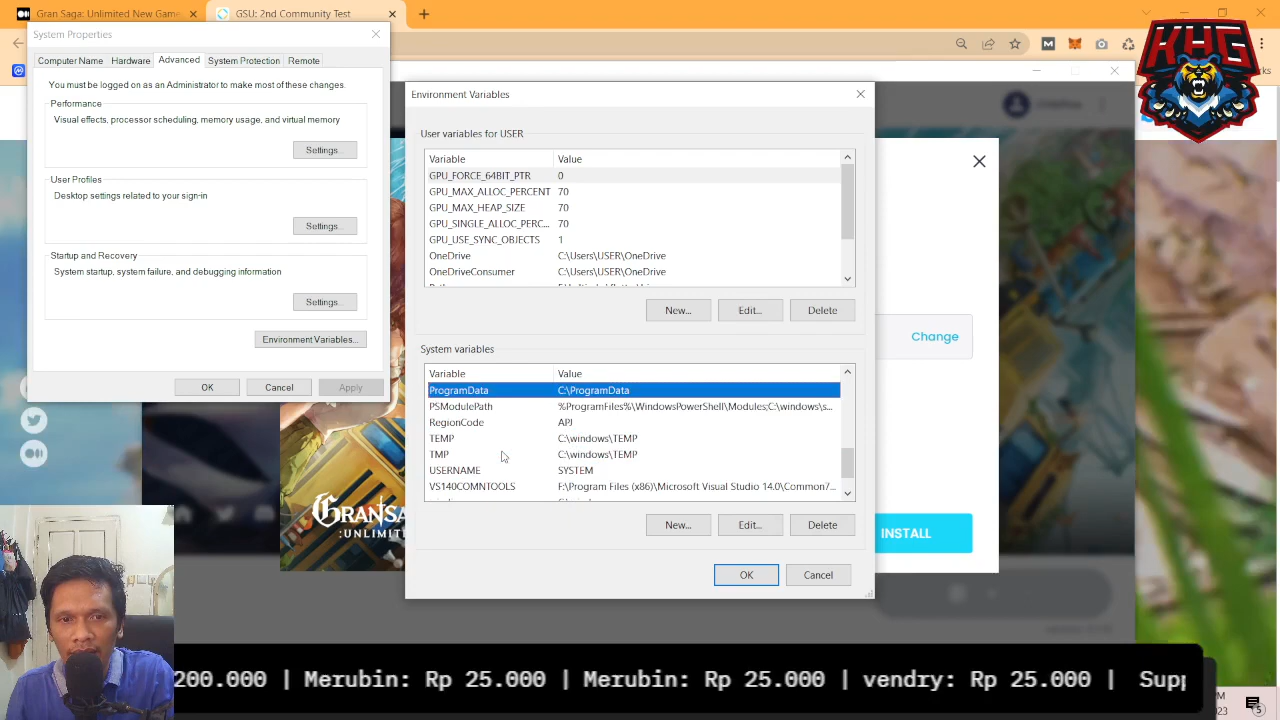 Gran Saga: Unlim
GSU: 2nd Community Test
System Properties
Computer Name
Hardware
Advanced
System Protection
Remote
You must be logged on as an Administrator to make most of these changes.
Performance
Visual effects, processor scheduling, memory usage, and virtual memory
Settings...
User Profiles
Desktop settings related to your sign-in
Settings...
Startup and Recovery
System startup, system failure, and debugging information
Settings...
Environment Variables...
OK
Cancel
Apply
Environment Variables
User variables for USER
Variable Value
GPU_FORCE_64BIT_PTR 0
GPU_MAX_ALLOC_PERCENT 70
GPU_MAX_HEAP_SIZE 70
GPU_SINGLE_ALLOC_PERC... 70
GPU_USE_SYNC_OBJECTS 1
OneDrive C:\Users\USER\OneDrive
OneDriveConsumer C:\Users\USER\OneDrive
New...
Edit...
Delete
System variables
Variable Value
ProgramData C:\ProgramData
PSModulePath %ProgramFiles%\WindowsPowerShell\Modules;C:\windows\s...
RegionCode APJ
TEMP C:\windows\TEMP
TMP C:\windows\TEMP
USERNAME SYSTEM
VS140COMNTOOLS F:\Program Files (x86)\Microsoft Visual Studio 14.0\Common7...
New...
Edit...
Delete
OK
Cancel
KHG
Change
INSTALL
GRANSA
:UNLIMIT
200.000 | Merubin: Rp 25.000 | Merubin: Rp 25.000 | vendry: Rp 25.000 | Supp
PM
23
5